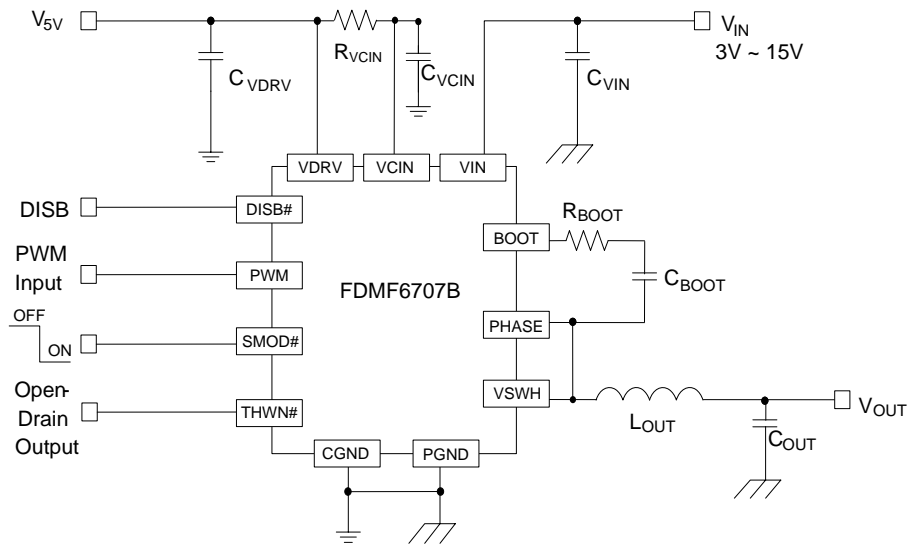 V5V
RVCIN
CVDRV
CVCIN
CVIN
VIN
3V ~ 15V
VDRV
VCIN
VIN
DISB
DISB#
BOOT
RBOOT
CBOOT
PWM
Input
PWM
FDMF6707B
OFF
ON
SMOD#
PHASE
VSWH
LOUT
COUT
VOUT
Open-
Drain
Output
THWN#
CGND
PGND